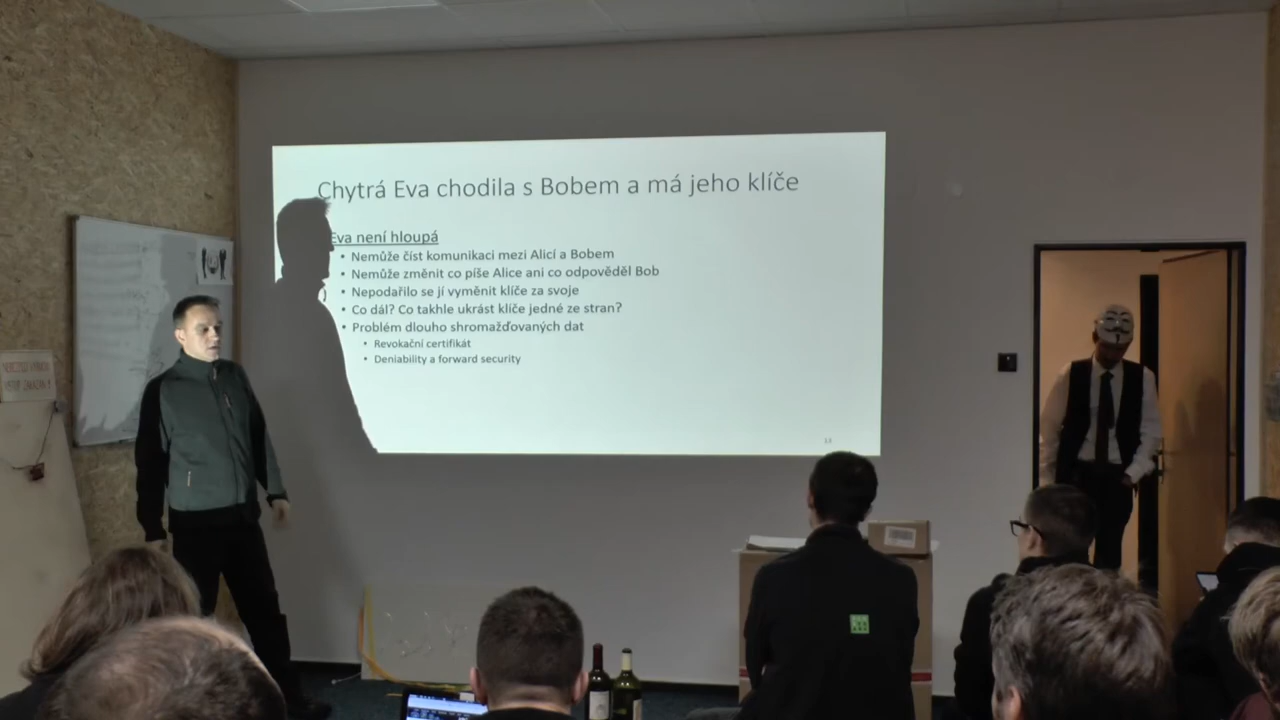 Chytrá Eva chodila s Bobem a má jeho klíče
Eva není hloupá
• Nemůže číst komunikaci mezi Alicí a Bobem
• Nemůže změnit co píše Alice ani co odpověděl Bob
• Nepodařilo se jí vyměnit klíče za svoje
• Co dál? Co takhle ukrást klíče jedné ze stran?
• Problém dlouho shromažďovaných dat
• Revokační certifikát
• Deniability a forward security
13